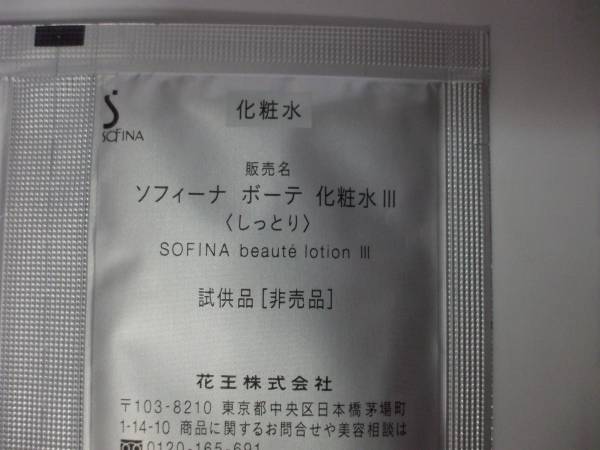 SOFINA
化粧水
販売名
ソフィーナ ボーテ 化粧水III
〈しっとり〉
SOFINA beauté lotion III
試供品[非売品]
花王株式会社
〒103-8210 東京都中央区日本橋茅場町
1-14-10 商品に関するお問合せや美容相談は
0120-165-691